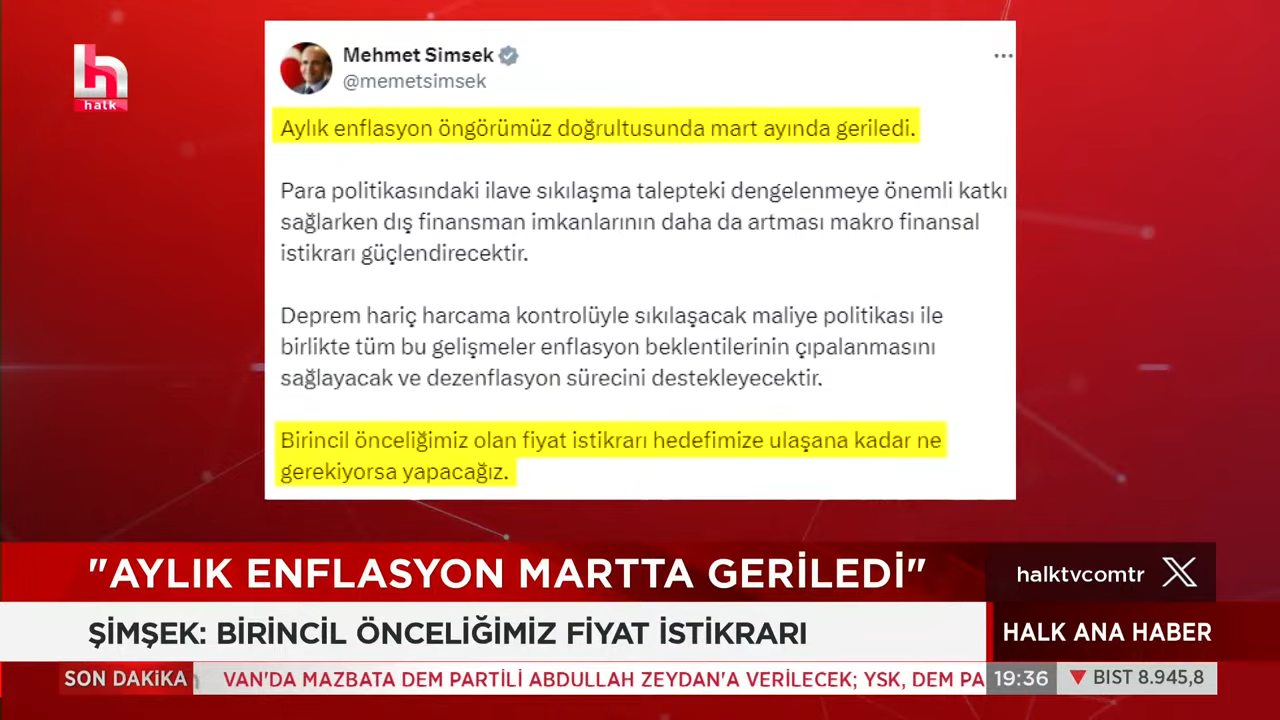 halk
Mehmet Simsek
@memetsimsek
Aylık enflasyon öngörümüz doğrultusunda mart ayında geriledi.
Para politikasındaki ilave sıkılaşma talepteki dengelenmeye önemli katkı
sağlarken dış finansman imkanlarının daha da artması makro finansal
istikrarı güçlendirecektir.
Deprem hariç harcama kontrolüyle sıkılaşacak maliye politikası ile
birlikte tüm bu gelişmeler enflasyon beklentilerinin çıpalanmasını
sağlayacak ve dezenflasyon sürecini destekleyecektir.
Birincil önceliğimiz olan fiyat istikrarı hedefimize ulaşana kadar ne
gerekiyorsa yapacağız.
"AYLIK ENFLASYON MARTTA GERİLEDİ"
halktvcomtr X
ŞİMŞEK: BİRİNCİL ÖNCELİĞİMİZ FİYAT İSTİKRARI
HALK ANA HABER
SON DAKİKA VAN'DA MAZBATA DEM PARTİLİ ABDULLAH ZEYDAN'A VERİLECEK; YSK, DEM PA 19:36 ▼ BIST 8.945,8